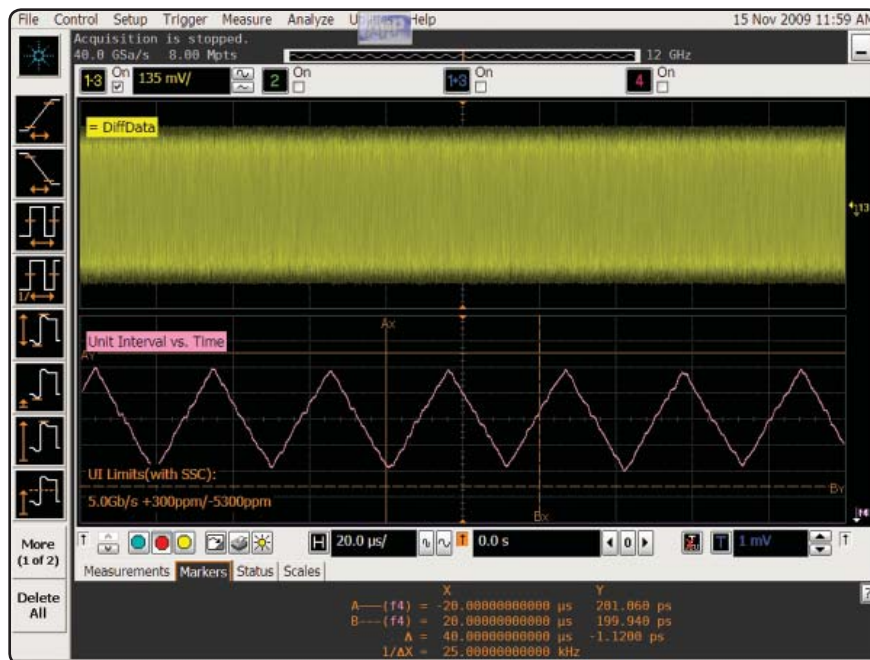 File Control Setup Trigger Measure Analyze Help 15 Nov 2009 11:59 AM
Acquisition is stopped.
40.0 GSa/s 8.00 Mpts 12 GHz
1-3 On 135 mV/ 2 On 1+3 On 4 On
= DiffData
13
Unit Interval vs. Time
Ax
Ay
UI Limits(with SSC):
5.0Gb/s +300ppm/-5300ppm
By
Bx
1/
More
(1 of 2)
Delete
All
H 20.0 µs/ T 0.0 s 0 T 1 mV
Measurements Markers Status Scales
X Y
A——(f4) = -20.00000000000 µs 201.060 ps
B---(f4) = 20.00000000000 µs 199.940 ps
Δ = 40.00000000000 µs -1.1200 ps
1/ΔX = 25.00000000000 kHz
?